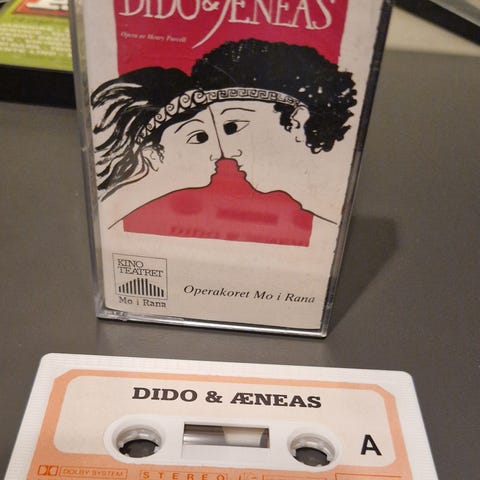 DIDO & ÆNEAS
Opera av Henry Purcell
KINO
TEATRET
Mo i Rana
Operakoret Mo i Rana
DIDO & ÆNEAS
A
DOLBY SYSTEM
STEREO